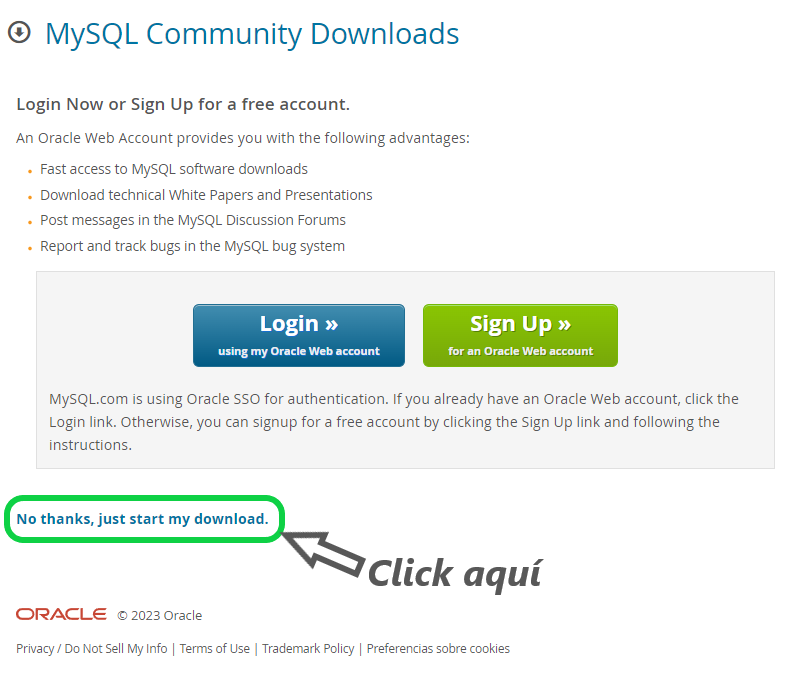 MySQL Community Downloads
Login Now or Sign Up for a free account.
An Oracle Web Account provides you with the following advantages:
Fast access to MySQL software downloads
Download technical White Papers and Presentations
Post messages in the MySQL Discussion Forums
Report and track bugs in the MySQL bug system
Login »
using my Oracle Web account
Sign Up »
for an Oracle Web account
MySQL.com is using Oracle SSO for authentication. If you already have an Oracle Web account, click the
Login link. Otherwise, you can signup for a free account by clicking the Sign Up link and following the
instructions.
No thanks, just start my download.
Click aquí
ORACLE © 2023 Oracle
Privacy / Do Not Sell My Info | Terms of Use | Trademark Policy | Preferencias sobre cookies